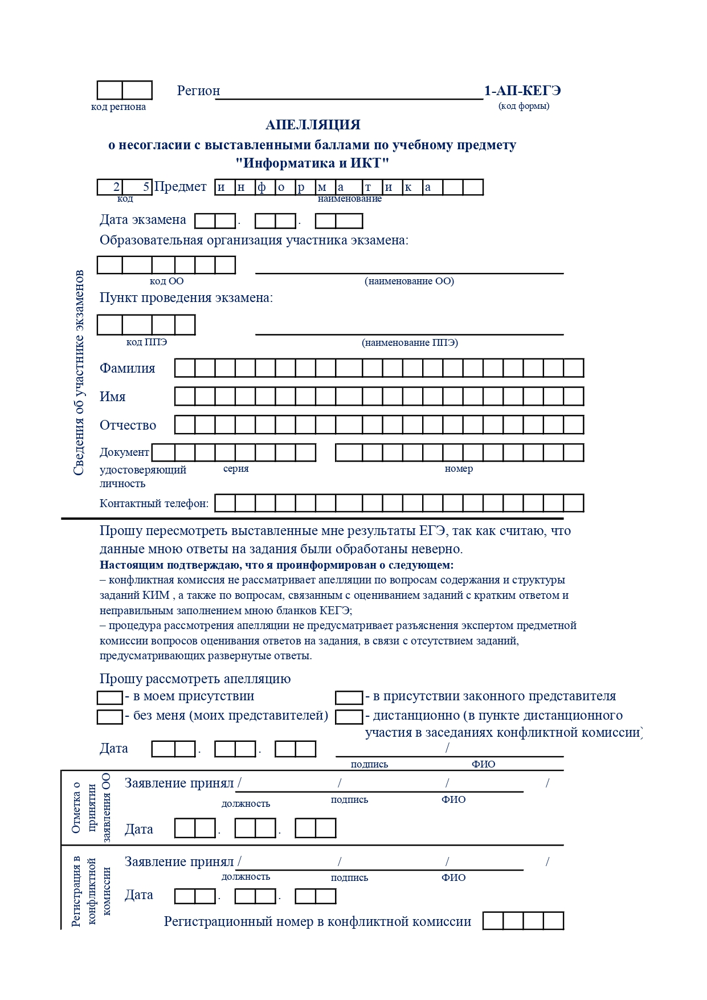 Регион 1-АП-КЕГЭ
код региона (код формы)
АПЕЛЛЯЦИЯ
о несогласии с выставленными баллами по учебному предмету
"Информатика и ИКТ"
2 5 Предмет и н ф о р м а т и к а
код наименование
Дата экзамена . .
Образовательная организация участника экзамена:
код ОО (наименование ОО)
Пункт проведения экзамена:
код ППЭ (наименование ППЭ)
Фамилия
Имя
Отчество
Документ
удостоверяющий серия номер
личность
Контактный телефон:
Сведения об участнике экзаменов
Прошу пересмотреть выставленные мне результаты ЕГЭ, так как считаю, что
данные мною ответы на задания были обработаны неверно.
Настоящим подтверждаю, что я проинформирован о следующем:
– конфликтная комиссия не рассматривает апелляции по вопросам содержания и структуры
заданий КИМ , а также по вопросам, связанным с оцениванием заданий с кратким ответом и
неправильным заполнением мною бланков КЕГЭ;
– процедура рассмотрения апелляции не предусматривает разъяснения экспертом предметной
комиссии вопросов оценивания ответов на задания, в связи с отсутствием заданий,
предусматривающих развернутые ответы.
Прошу рассмотреть апелляцию
- в моем присутствии - в присутствии законного представителя
- без меня (моих представителей) - дистанционно (в пункте дистанционного
участия в заседаниях конфликтной комиссии)
Дата . . /
подпись ФИО
Отметка о
принятии
заявления ОО
Заявление принял / / / /
должность подпись ФИО
Дата . .
Регистрация в
конфликтной
комиссии
Заявление принял / / / /
должность подпись ФИО
Дата . .
Регистрационный номер в конфликтной комиссии